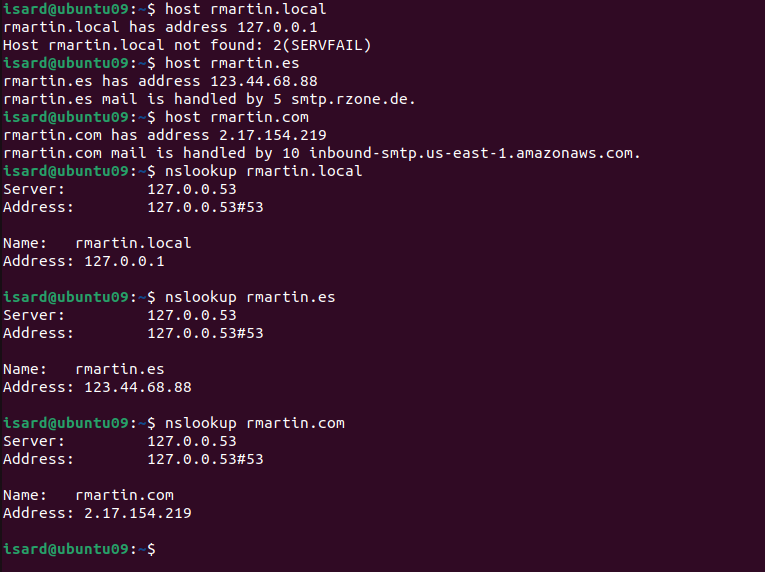 isard@ubuntu09:~$ host rmartin.local
rmartin.local has address 127.0.0.1
Host rmartin.local not found: 2(SERVFAIL)
isard@ubuntu09:~$ host rmartin.es
rmartin.es has address 123.44.68.88
rmartin.es mail is handled by 5 smtp.rzone.de.
isard@ubuntu09:~$ host rmartin.com
rmartin.com has address 2.17.154.219
rmartin.com mail is handled by 10 inbound-smtp.us-east-1.amazonaws.com.
isard@ubuntu09:~$ nslookup rmartin.local
Server:         127.0.0.53
Address:        127.0.0.53#53

Name:   rmartin.local
Address: 127.0.0.1

isard@ubuntu09:~$ nslookup rmartin.es
Server:         127.0.0.53
Address:        127.0.0.53#53

Name:   rmartin.es
Address: 123.44.68.88

isard@ubuntu09:~$ nslookup rmartin.com
Server:         127.0.0.53
Address:        127.0.0.53#53

Name:   rmartin.com
Address: 2.17.154.219

isard@ubuntu09:~$